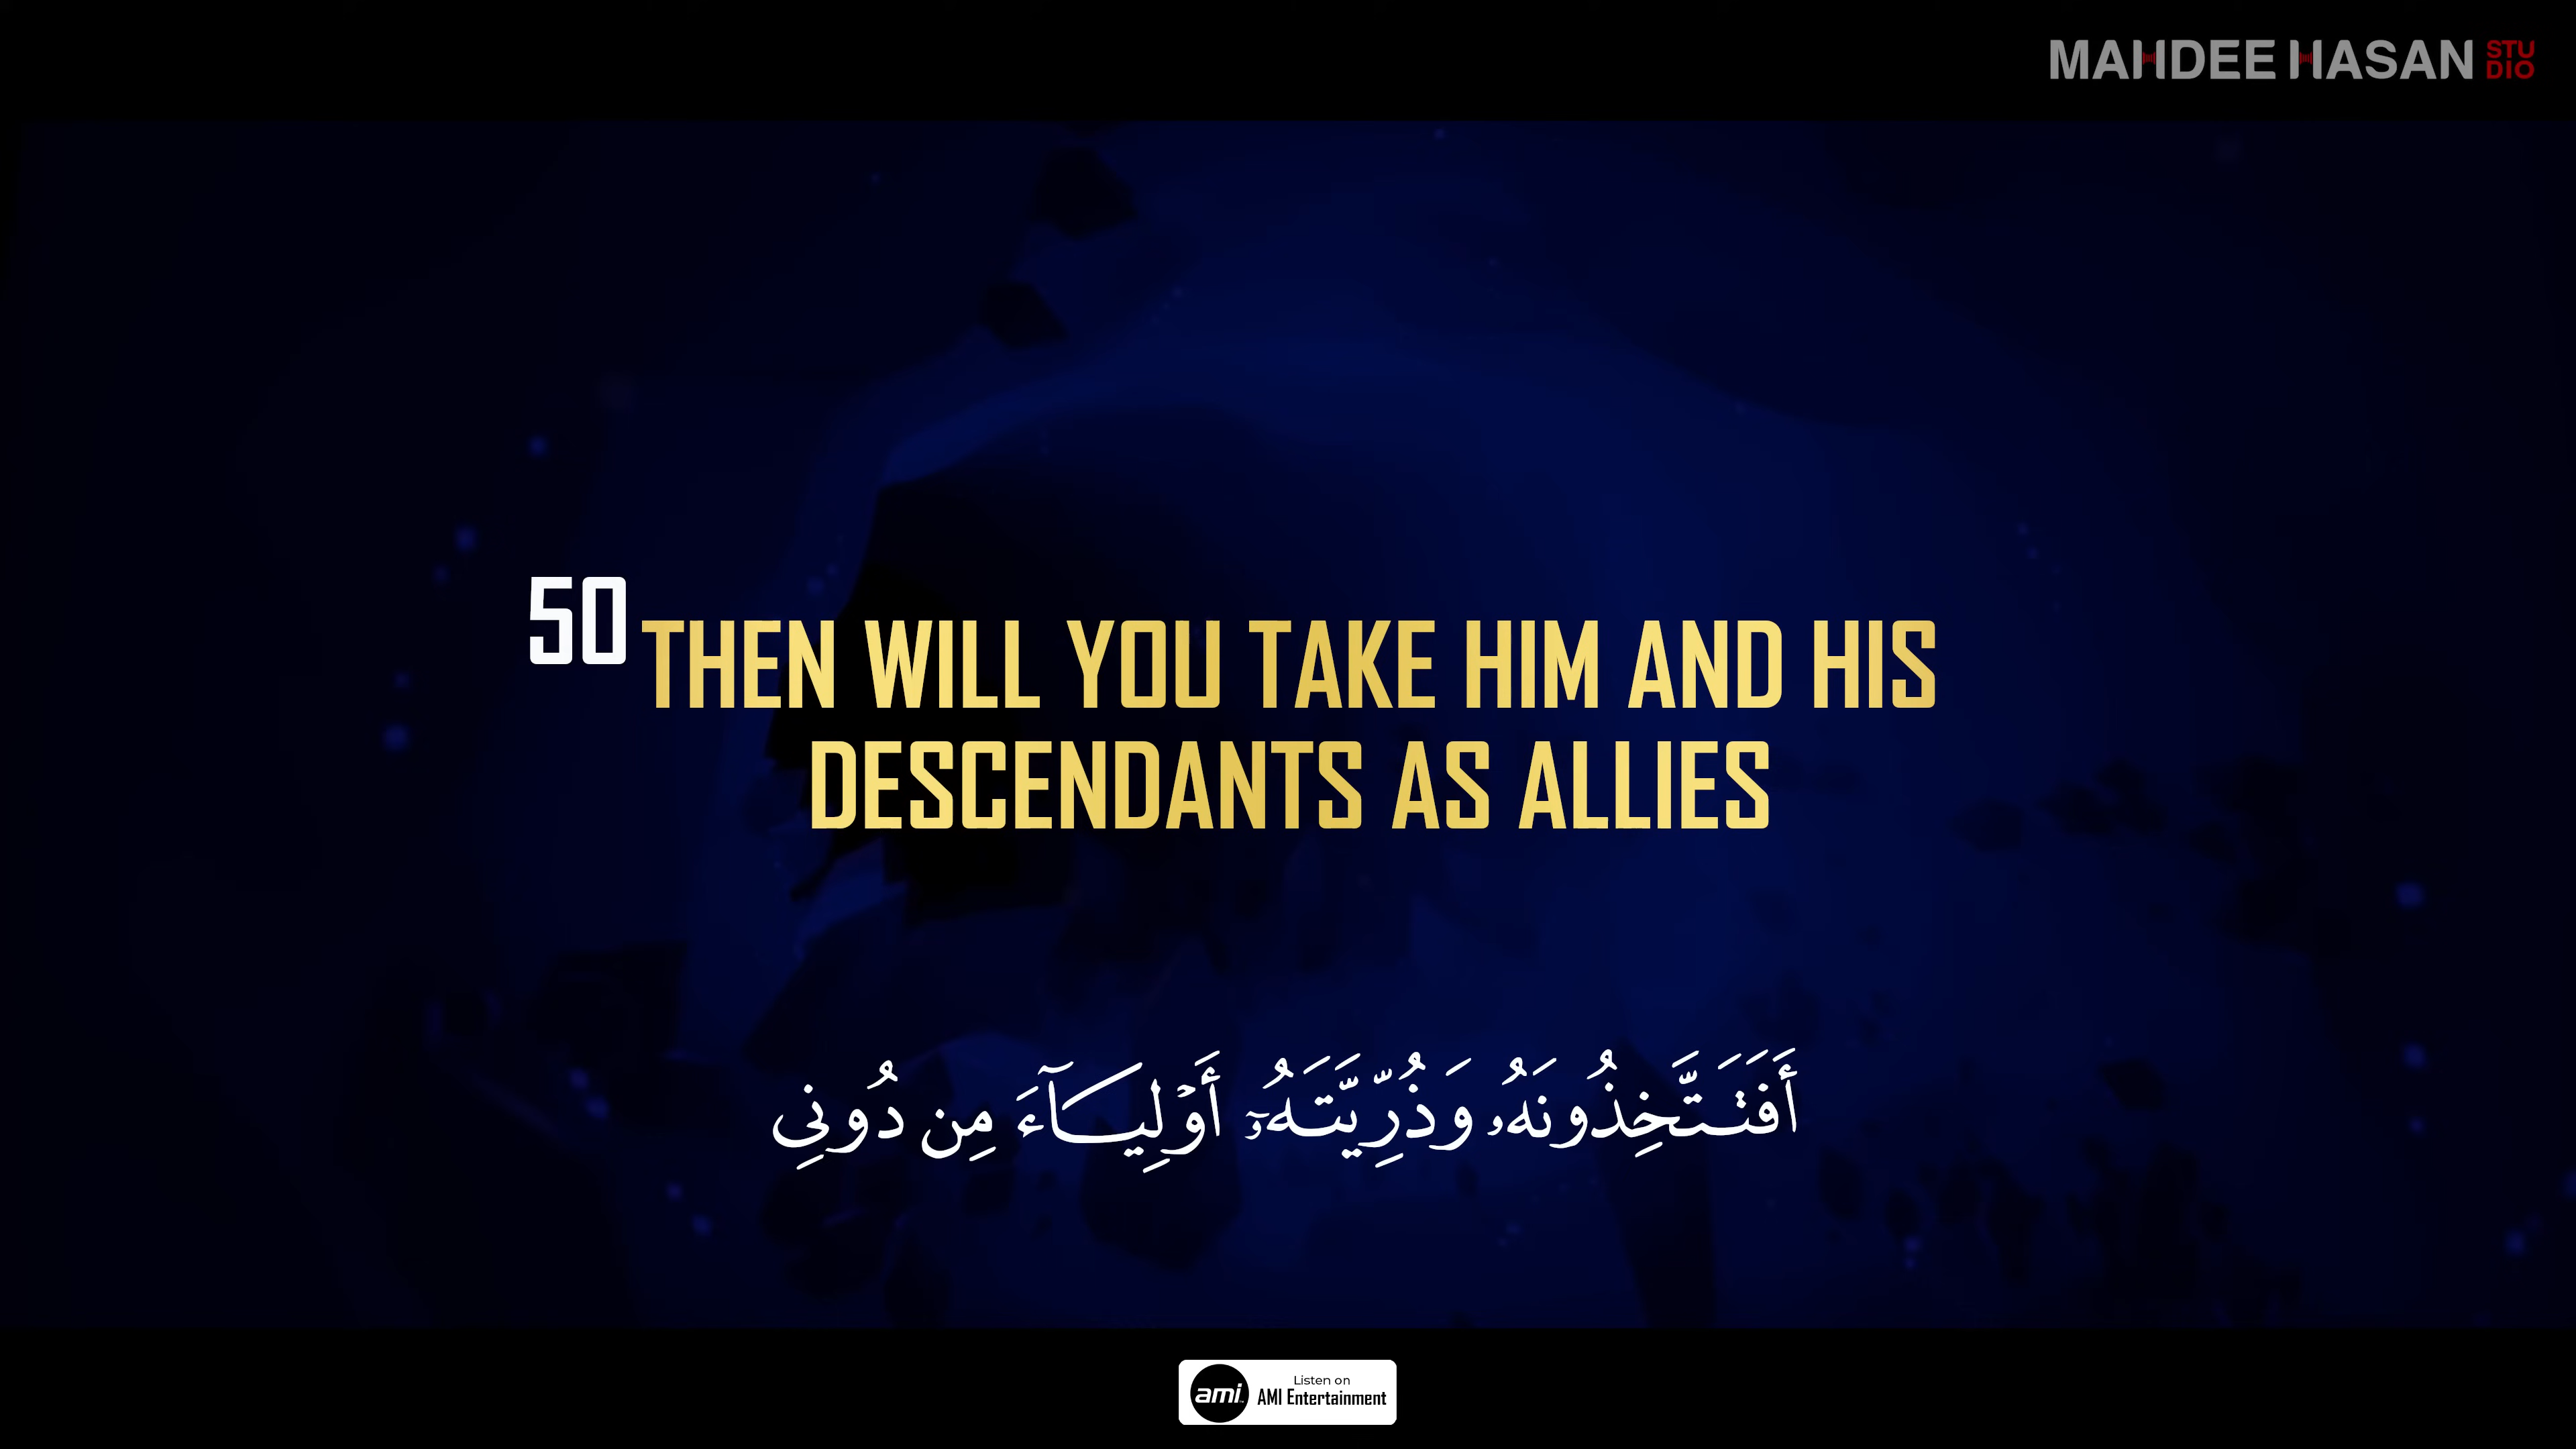 MAHDEE HASAN STUDIO
50 THEN WILL YOU TAKE HIM AND HIS
DESCENDANTS AS ALLIES
أَفَتَتَّخِذُونَهُۥ وَذُرِّيَّتَهُۥٓ أَوْلِيَآءَ مِن دُونِى
ami
Listen on
AMI Entertainment